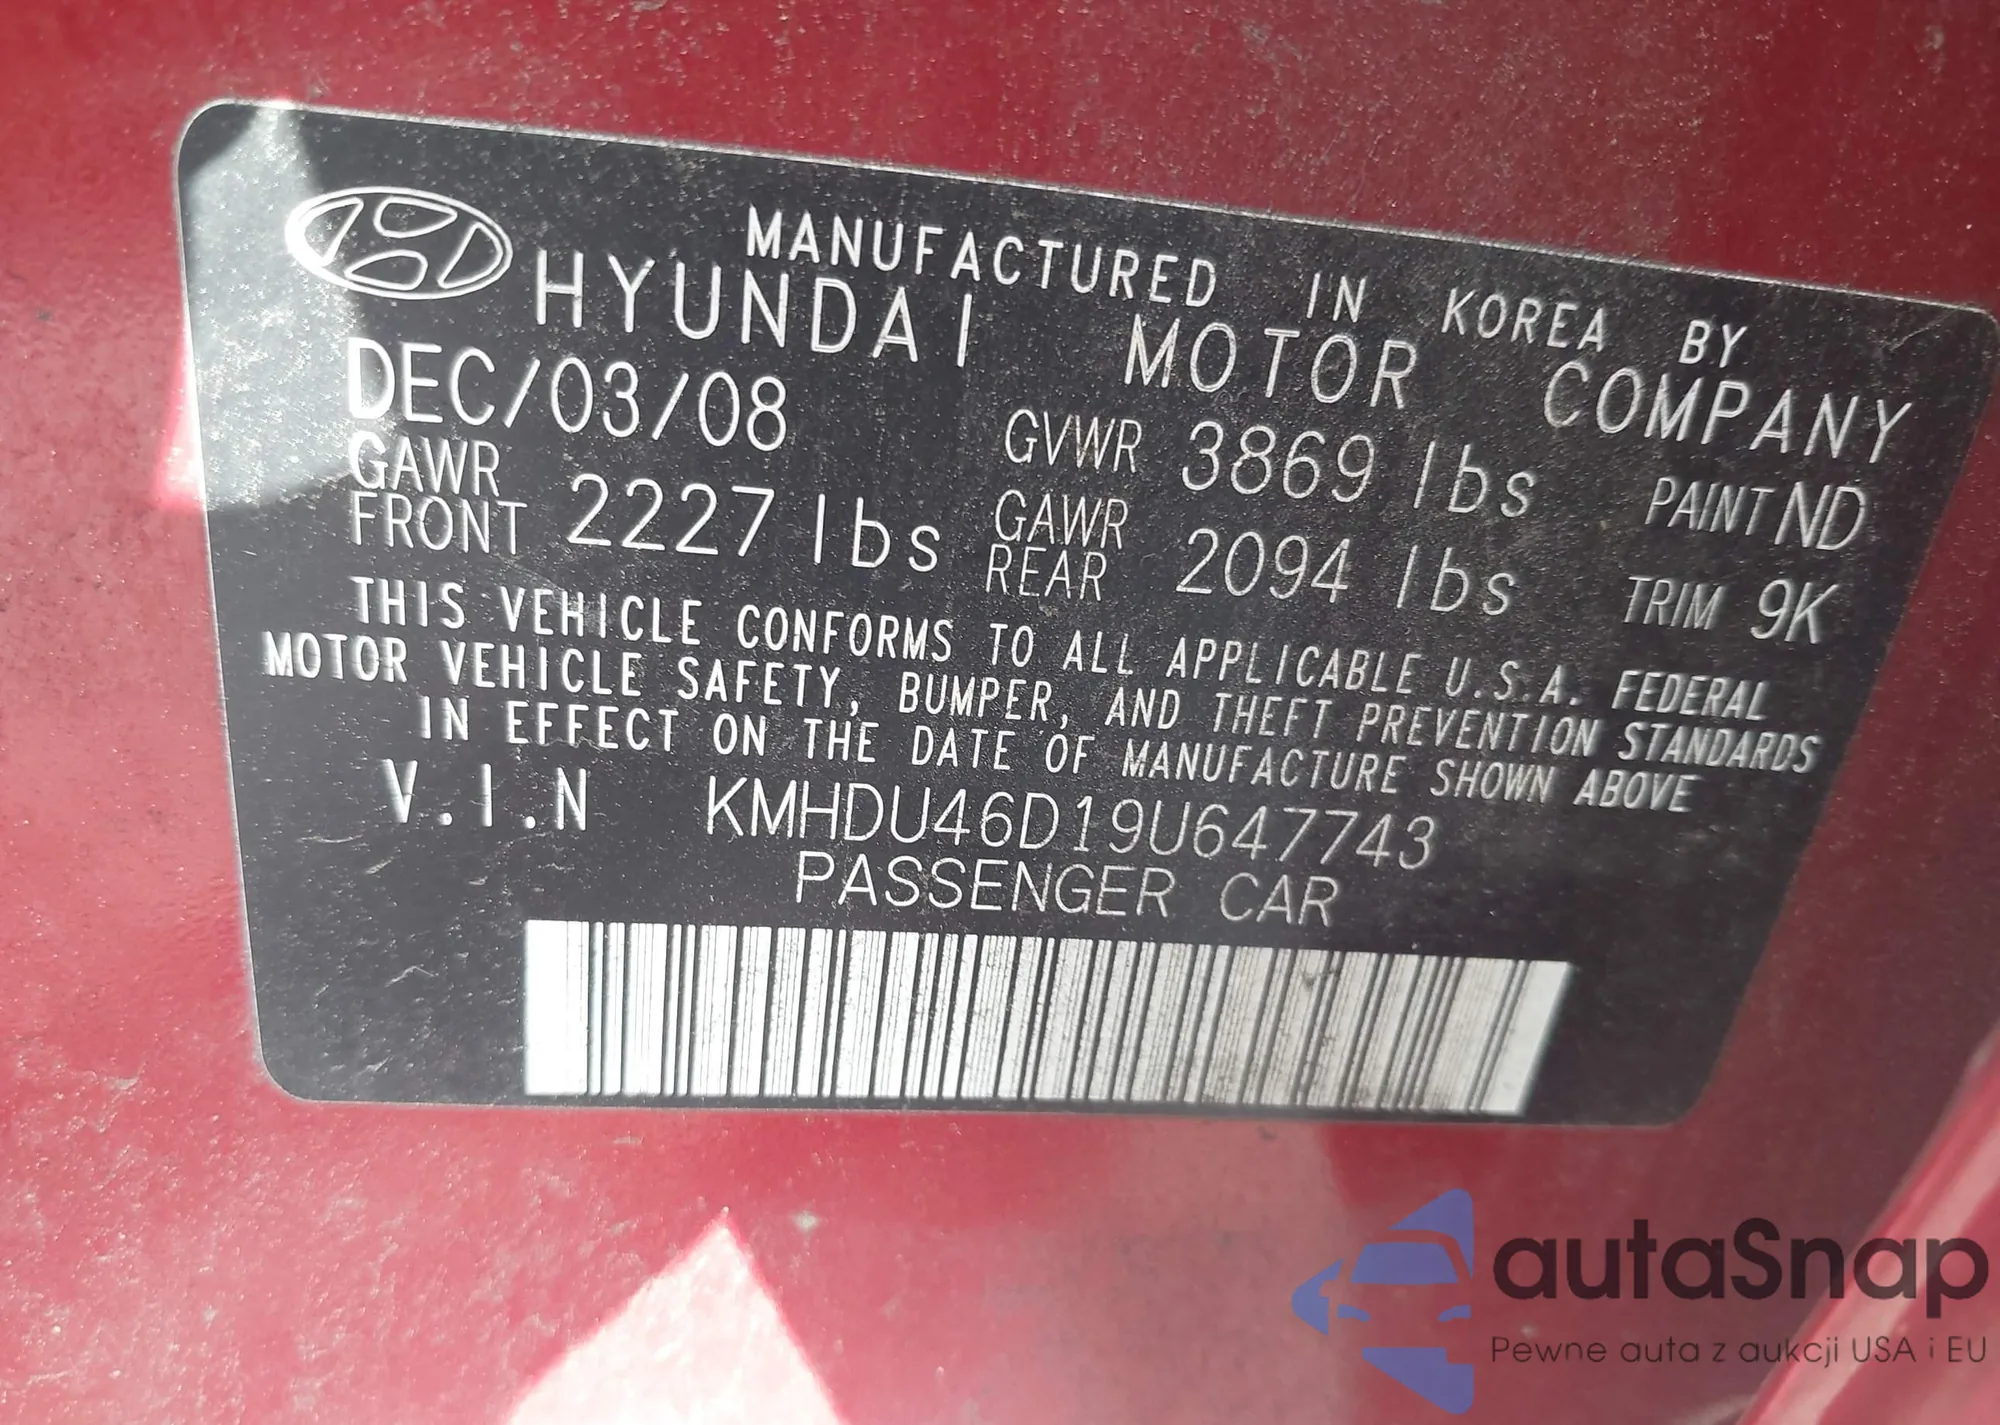 MANUFACTURED IN KOREA BY
HYUNDAI MOTOR COMPANY
DEC/03/08 GVWR 3869 lbs PAINT ND
GAWR FRONT 2227 lbs GAWR REAR 2094 lbs TRIM 9K
THIS VEHICLE CONFORMS TO ALL APPLICABLE U.S.A. FEDERAL
MOTOR VEHICLE SAFETY, BUMPER, AND THEFT PREVENTION STANDARDS
IN EFFECT ON THE DATE OF MANUFACTURE SHOWN ABOVE
V.I.N KMHDU46D19U647743
PASSENGER CAR
autaSnap
Pewne auta z aukcji USA i EU